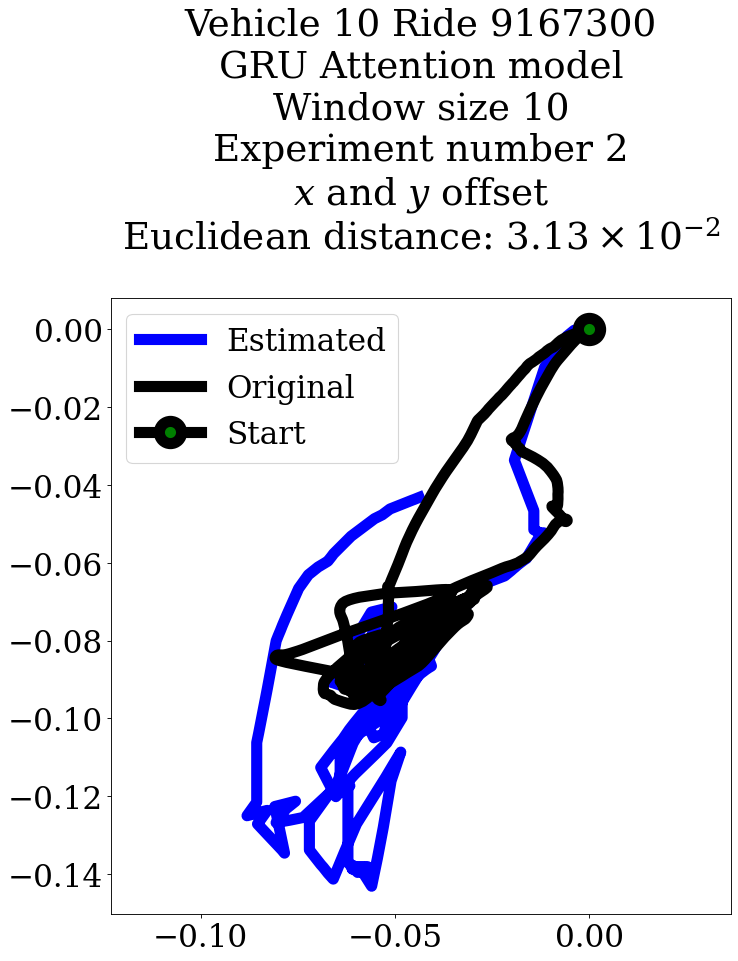 Vehicle 10 Ride 9167300
GRU Attention model
Window size 10
Experiment number 2
x and y offset
Euclidean distance: 3.13 × 10⁻²
Estimated
Original
Start
0.00
−0.02
−0.04
−0.06
−0.08
−0.10
−0.12
−0.14
−0.10 −0.05 0.00